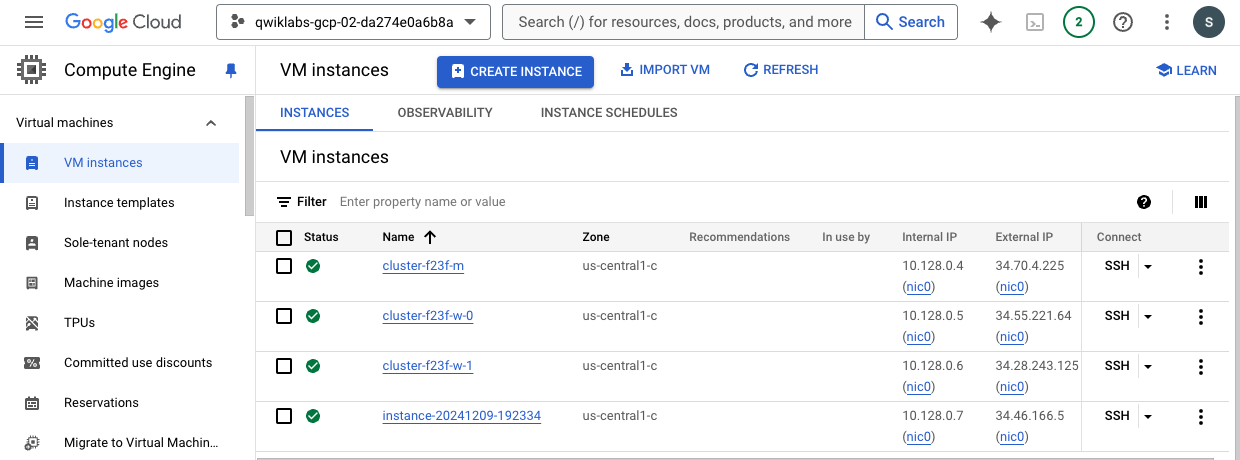 Google Cloud
qwiklabs-gcp-02-da274e0a6b8a
Search (/) for resources, docs, products, and more
Search
2
S
Compute Engine
VM instances
CREATE INSTANCE
IMPORT VM
REFRESH
LEARN
Virtual machines
VM instances
Instance templates
Sole-tenant nodes
Machine images
TPUs
Committed use discounts
Reservations
Migrate to Virtual Machin...
INSTANCES
OBSERVABILITY
INSTANCE SCHEDULES
VM instances
Filter Enter property name or value
Status Name Zone Recommendations In use by Internal IP External IP Connect
cluster-f23f-m us-central1-c 10.128.0.4 34.70.4.225 SSH
(nic0) (nic0)
cluster-f23f-w-0 us-central1-c 10.128.0.5 34.55.221.64 SSH
(nic0) (nic0)
cluster-f23f-w-1 us-central1-c 10.128.0.6 34.28.243.125 SSH
(nic0) (nic0)
instance-20241209-192334 us-central1-c 10.128.0.7 34.46.166.5 SSH
(nic0) (nic0)